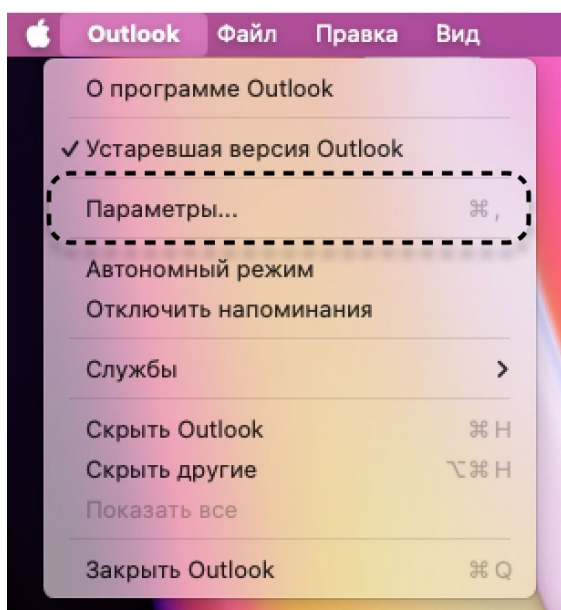 Outlook Файл Правка Вид
О программе Outlook
✓ Устаревшая версия Outlook
Параметры... ⌘ ,
Автономный режим
Отключить напоминания
Службы >
Скрыть Outlook ⌘ H
Скрыть другие ⌥ ⌘ H
Показать все
Закрыть Outlook ⌘ Q